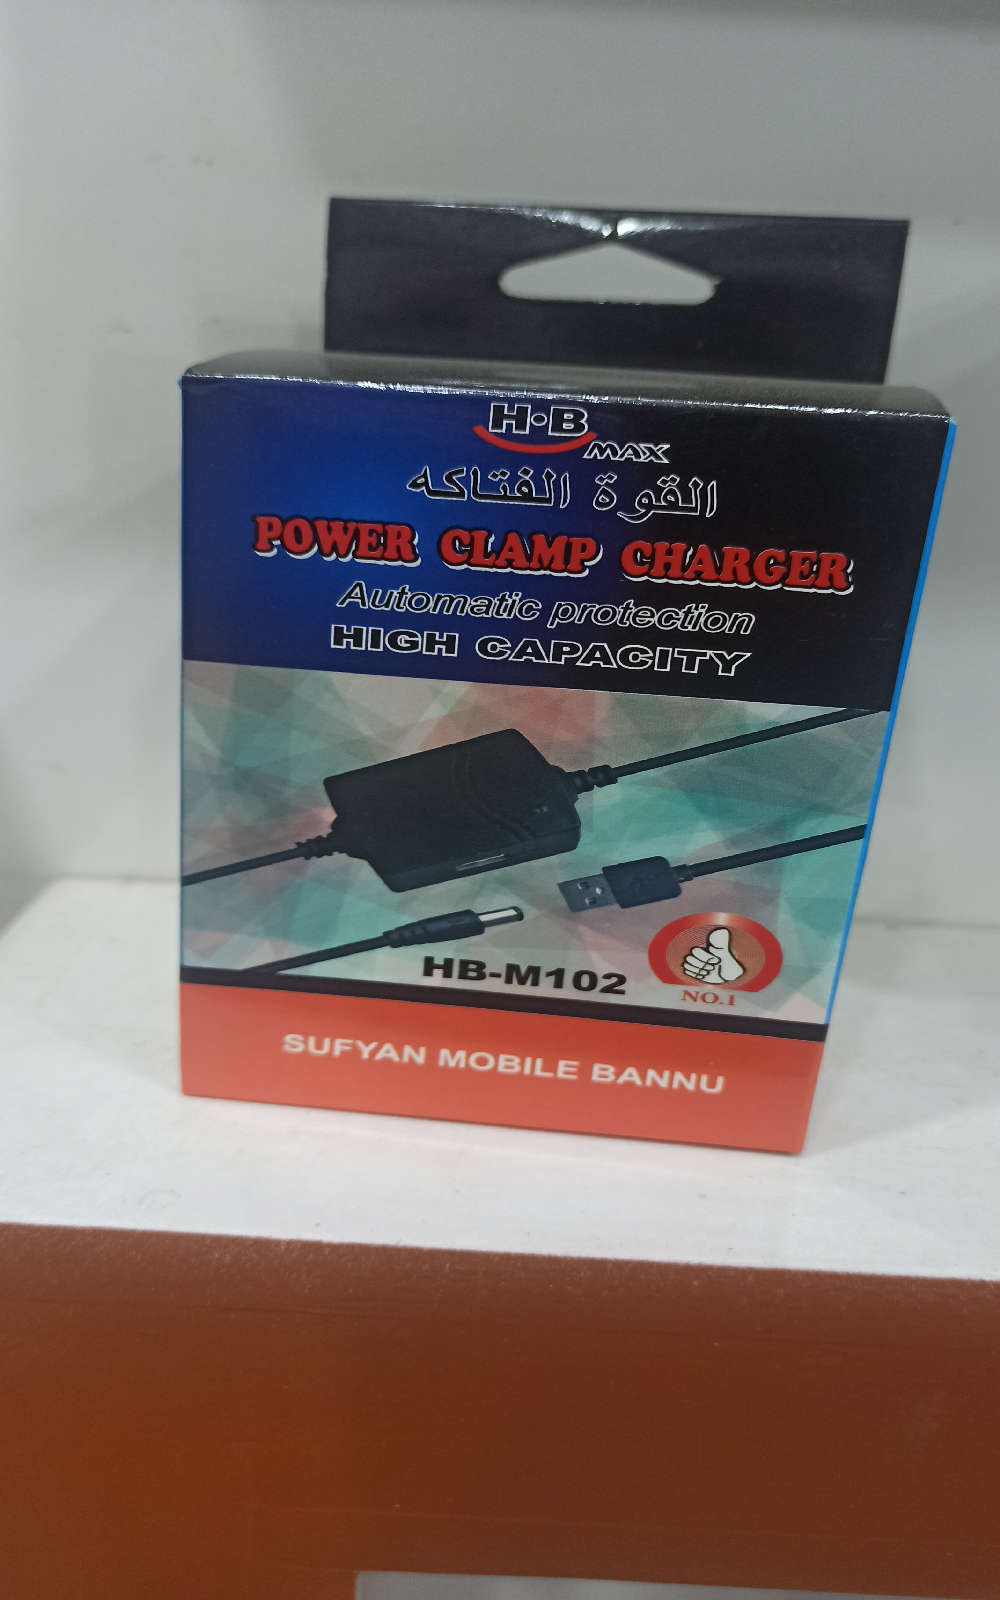 H·B
MAX
القوة الفتاكه
POWER CLAMP CHARGER
Automatic protection
HIGH CAPACITY
HB-M102
NO.1
SUFYAN MOBILE BANNU